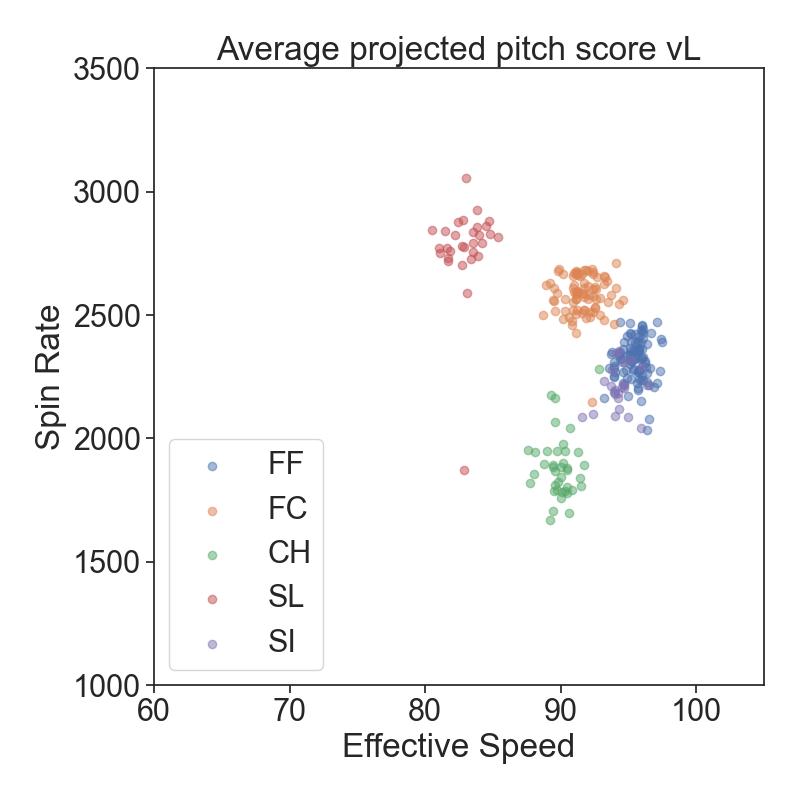 Average projected pitch score vL
3500
3000
2500
2000
1500
1000
Spin Rate
FF
FC
CH
SL
SI
60 70 80 90 100
Effective Speed